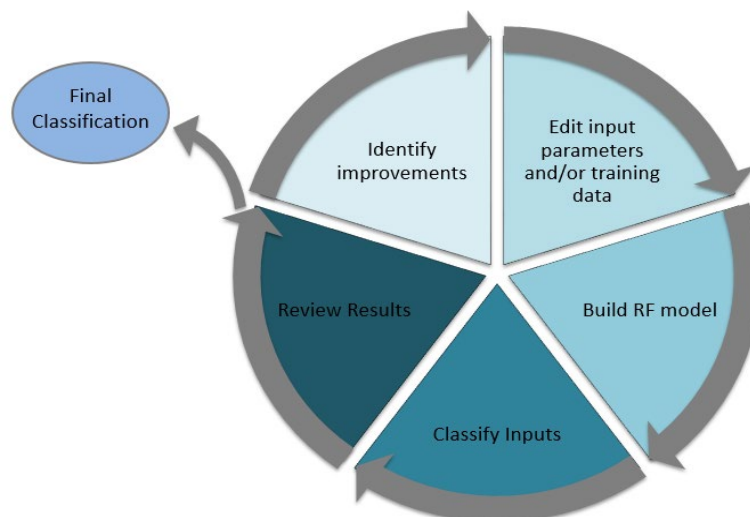 Final
Classification
Identify
improvements
Edit input
parameters
and/or training
data
Review Results
Build RF model
Classify Inputs